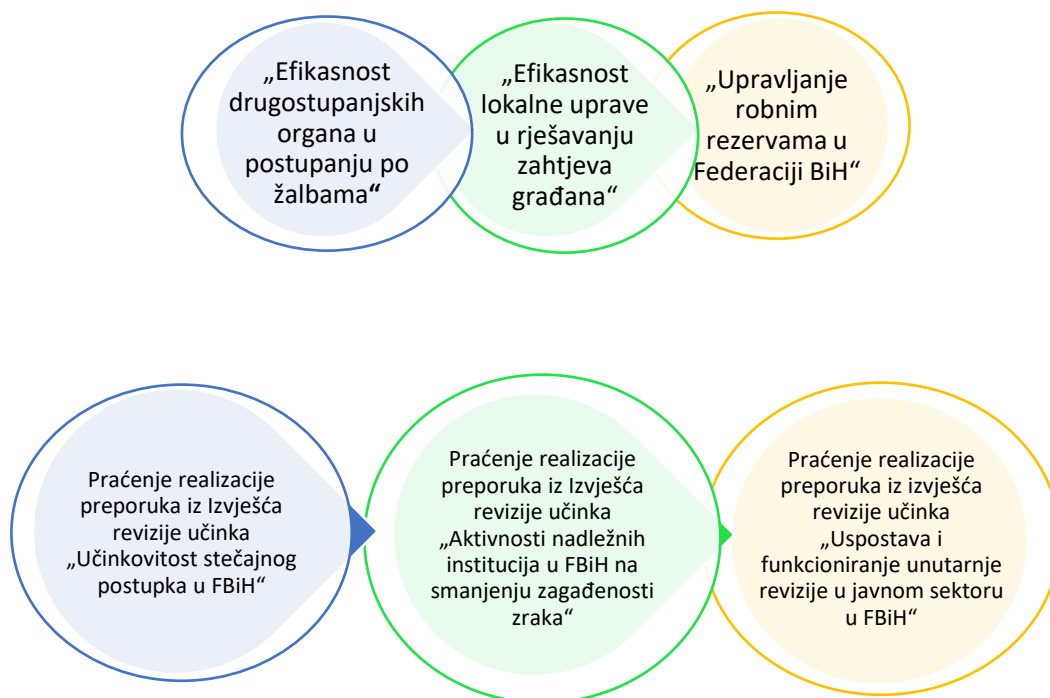 „Efikasnost
drugostupanjskih
organa u
postupanju po
žalbama“
„Efikasnost
lokalne uprave
u rješavanju
zahtjeva
građana“
„Upravljanje
robnim
rezervama u
Federaciji BiH“
Praćenje realizacije
preporuka iz Izvješća
revizije učinka
„Učinkovitost stečajnog
postupka u FBiH“
Praćenje realizacije
preporuka iz Izvješća
revizije učinka
„Aktivnosti nadležnih
institucija u FBiH na
smanjenju zagađenosti
zraka“
Praćenje realizacije
preporuka iz izvješća
revizije učinka
„Uspostava i
funkcioniranje unutarnje
revizije u javnom sektoru
u FBiH“